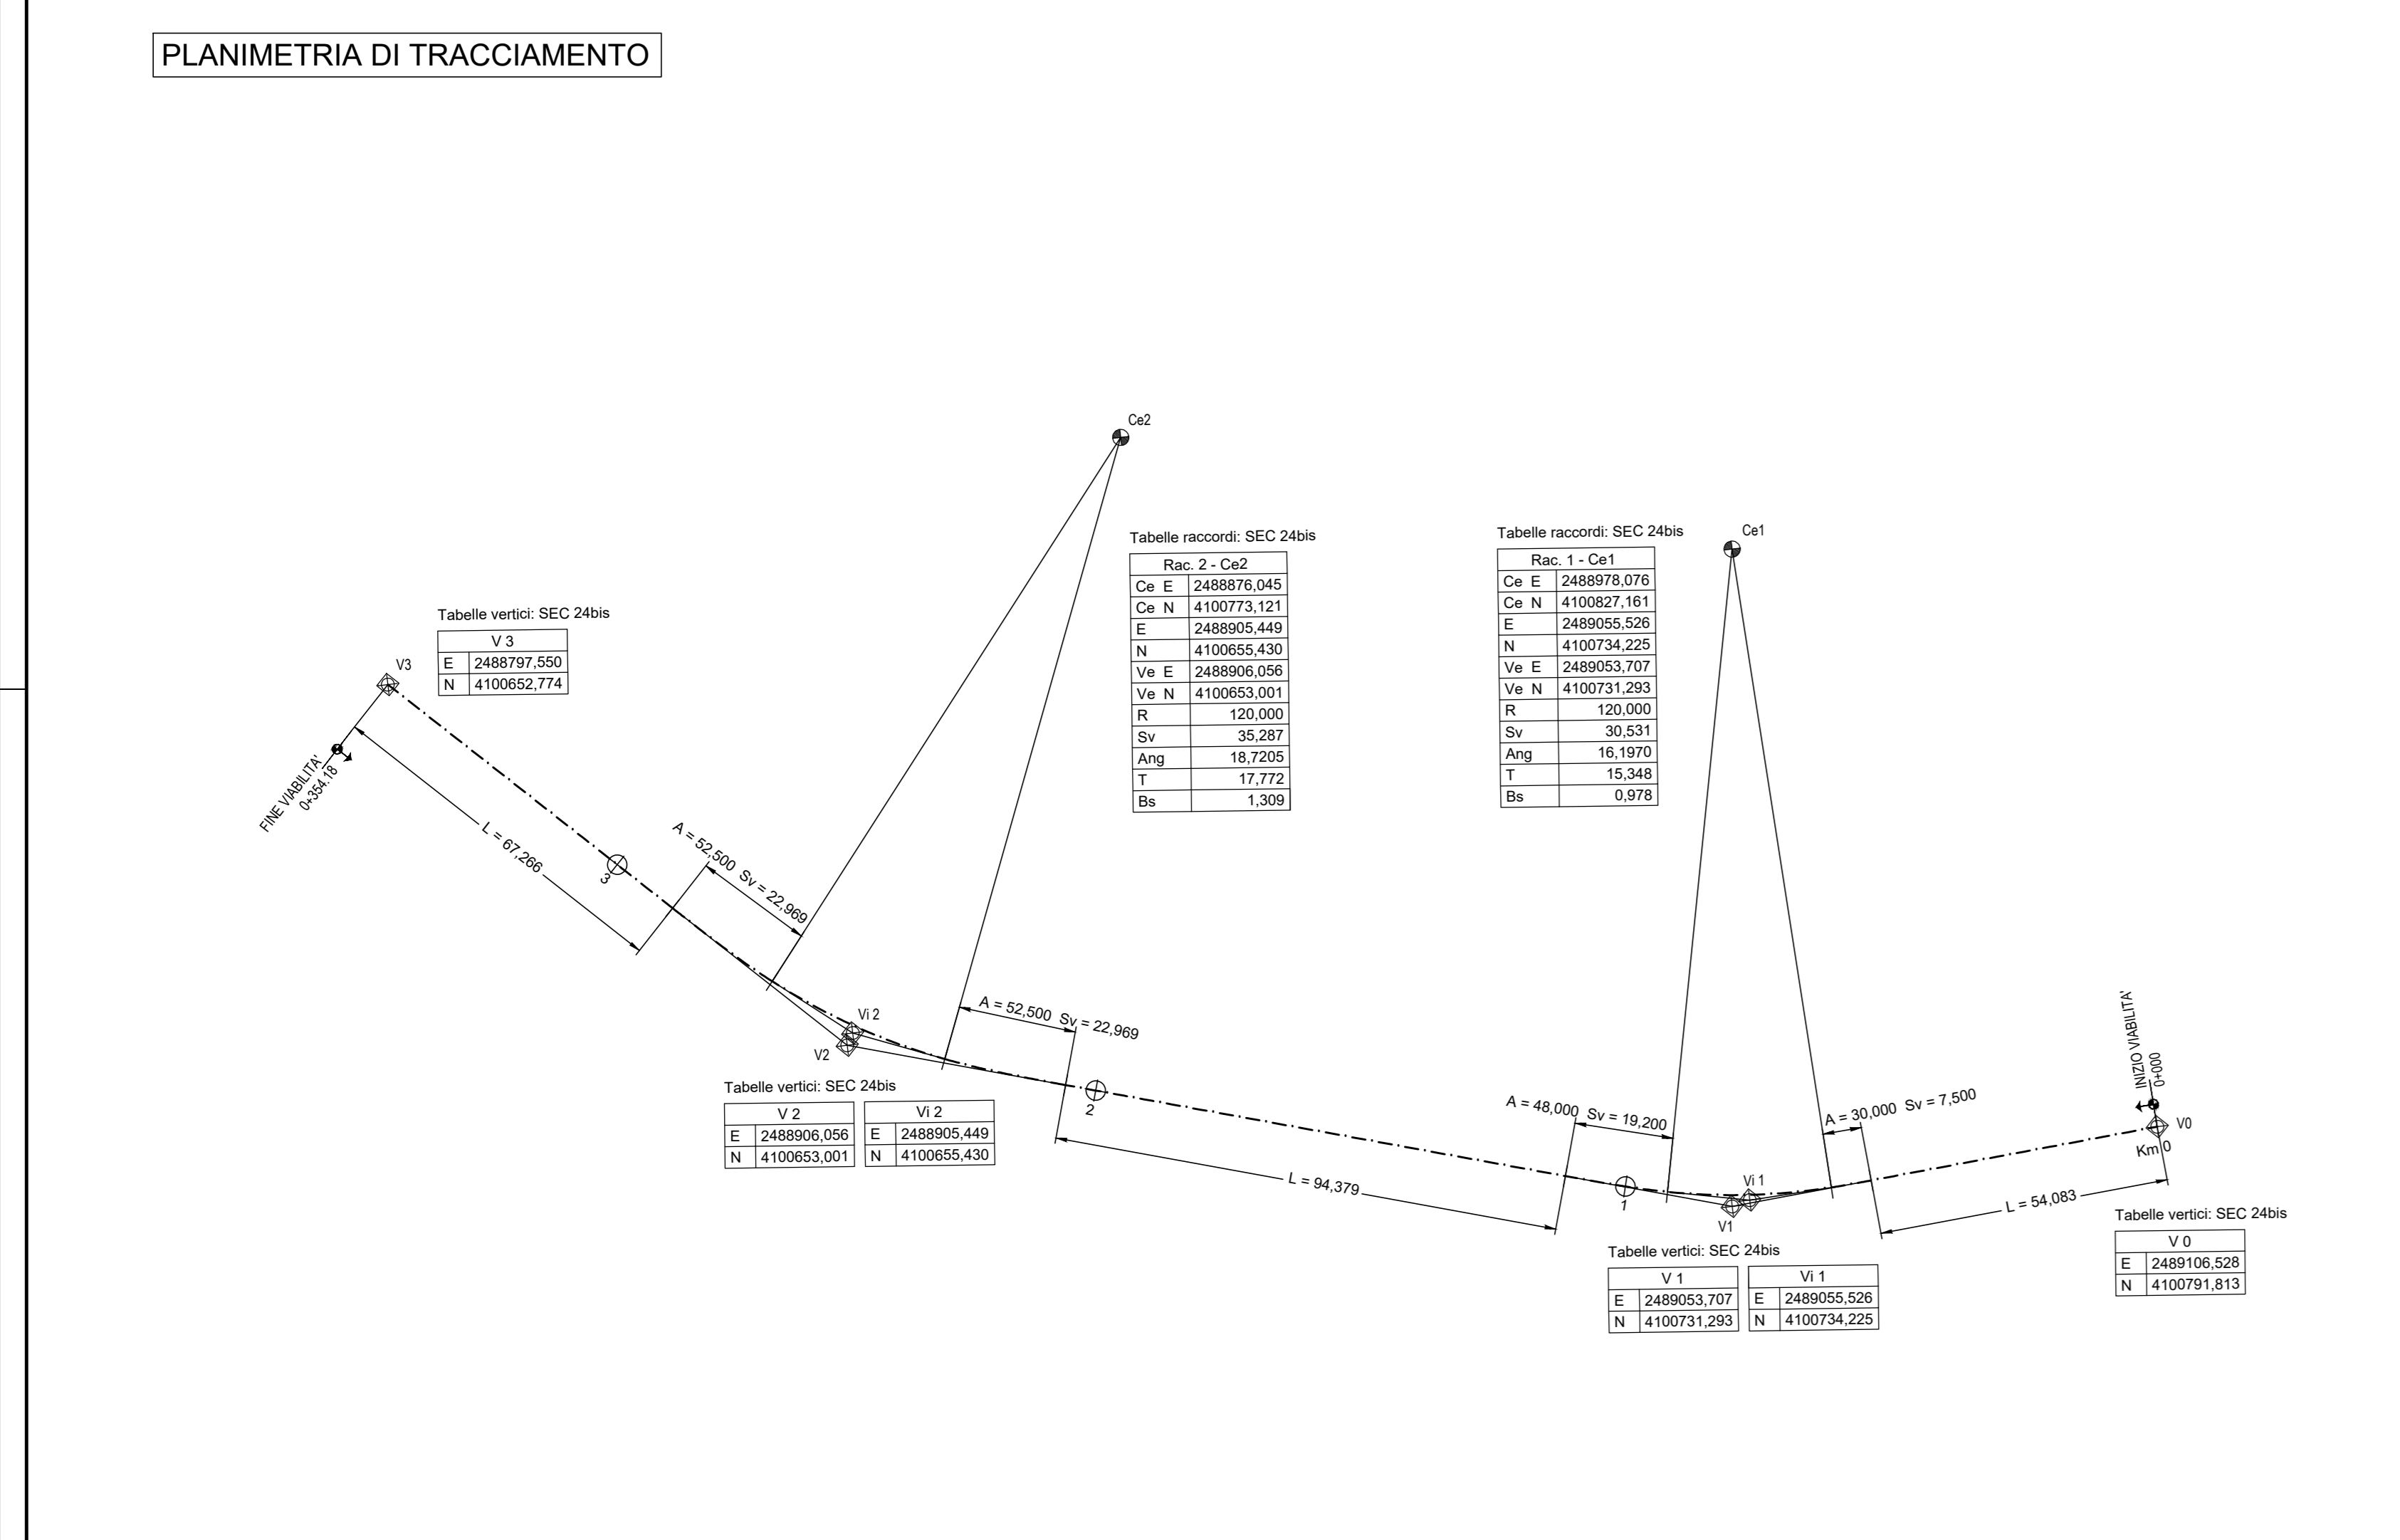 PLANIMETRIA DI TRACCIAMENTO
Ce2
Ce1
Tabelle raccordi: SEC 24bis
Rac. 2 - Ce2
Ce E 2488876,045
Ce N 4100773,121
E 2488905,449
N 4100655,430
Ve E 2488906,056
Ve N 4100653,001
R 120,000
Sv 35,287
Ang 18,7205
T 17,772
Bs 1,309
Tabelle raccordi: SEC 24bis
Rac. 1 - Ce1
Ce E 2488978,076
Ce N 4100827,161
E 2489055,526
N 4100734,225
Ve E 2489053,707
Ve N 4100731,293
R 120,000
Sv 30,531
Ang 16,1970
T 15,348
Bs 0,978
Tabelle vertici: SEC 24bis
V 3
E 2488797,550
N 4100652,774
V3
FINE VIABILITA'
0+354.18
L = 67,266
3
A = 52,500 Sv = 22,969
Vi 2
V2
A = 52,500 Sv = 22,969
2
Tabelle vertici: SEC 24bis
V 2
E 2488906,056
N 4100653,001
Vi 2
E 2488905,449
N 4100655,430
L = 94,379
A = 48,000 Sv = 19,200
1
Vi 1
V1
A = 30,000 Sv = 7,500
INIZIO VIABILITA'
0+000
V0
Km 0
L = 54,083
Tabelle vertici: SEC 24bis
V 1
E 2489053,707
N 4100731,293
Vi 1
E 2489055,526
N 4100734,225
Tabelle vertici: SEC 24bis
V 0
E 2489106,528
N 4100791,813